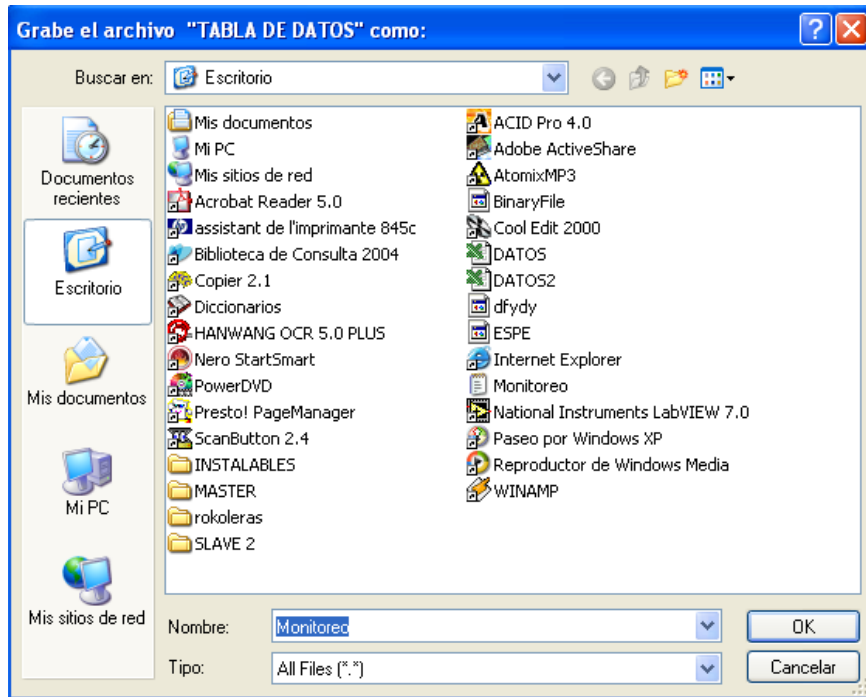 Grabe el archivo "TABLA DE DATOS" como:
Buscar en:
Escritorio
Documentos
recientes
Escritorio
Mis documentos
Mi PC
Mis sitios de red
Mis documentos
Mi PC
Mis sitios de red
Acrobat Reader 5.0
assistant de l'imprimante 845c
Biblioteca de Consulta 2004
Copier 2.1
Diccionarios
HANWANG OCR 5.0 PLUS
Nero StartSmart
PowerDVD
Presto! PageManager
ScanButton 2.4
INSTALABLES
MASTER
rokoleras
SLAVE 2
ACID Pro 4.0
Adobe ActiveShare
AtomixMP3
BinaryFile
Cool Edit 2000
DATOS
DATOS2
dfydy
ESPE
Internet Explorer
Monitoreo
National Instruments LabVIEW 7.0
Paseo por Windows XP
Reproductor de Windows Media
WINAMP
Nombre:
Monitoreo
OK
Tipo:
All Files (*.*)
Cancelar